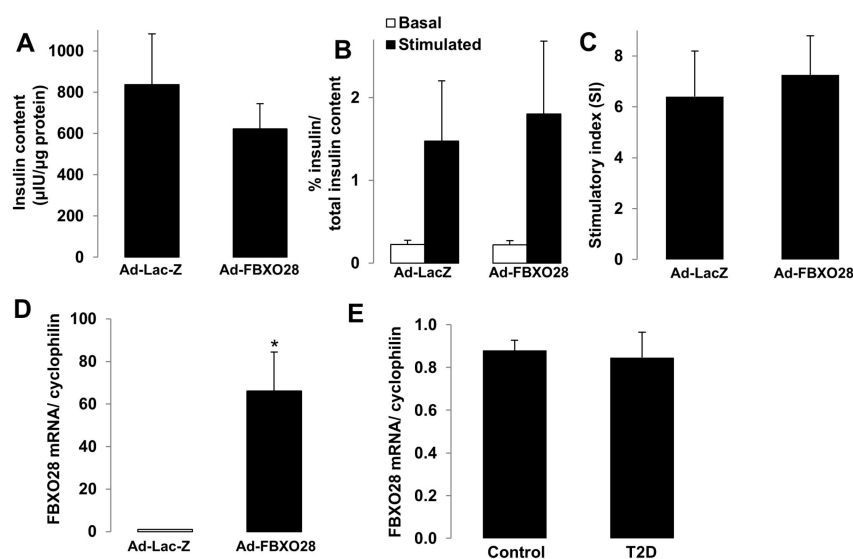 A
Insulin content
(µIU/µg protein)
1000
800
600
400
200
0
Ad-Lac-Z Ad-FBXO28
B
Basal
Stimulated
% insulin/
total insulin content
2
1
0
Ad-LacZ Ad-FBXO28
C
Stimulatory index (SI)
8
6
4
2
0
Ad-LacZ Ad-FBXO28
D
FBXO28 mRNA/ cyclophilin
100
80
60
40
20
0
*
Ad-Lac-Z Ad-FBXO28
E
FBXO28 mRNA/ cyclophilin
1.0
0.8
0.6
0.4
0.2
0.0
Control T2D